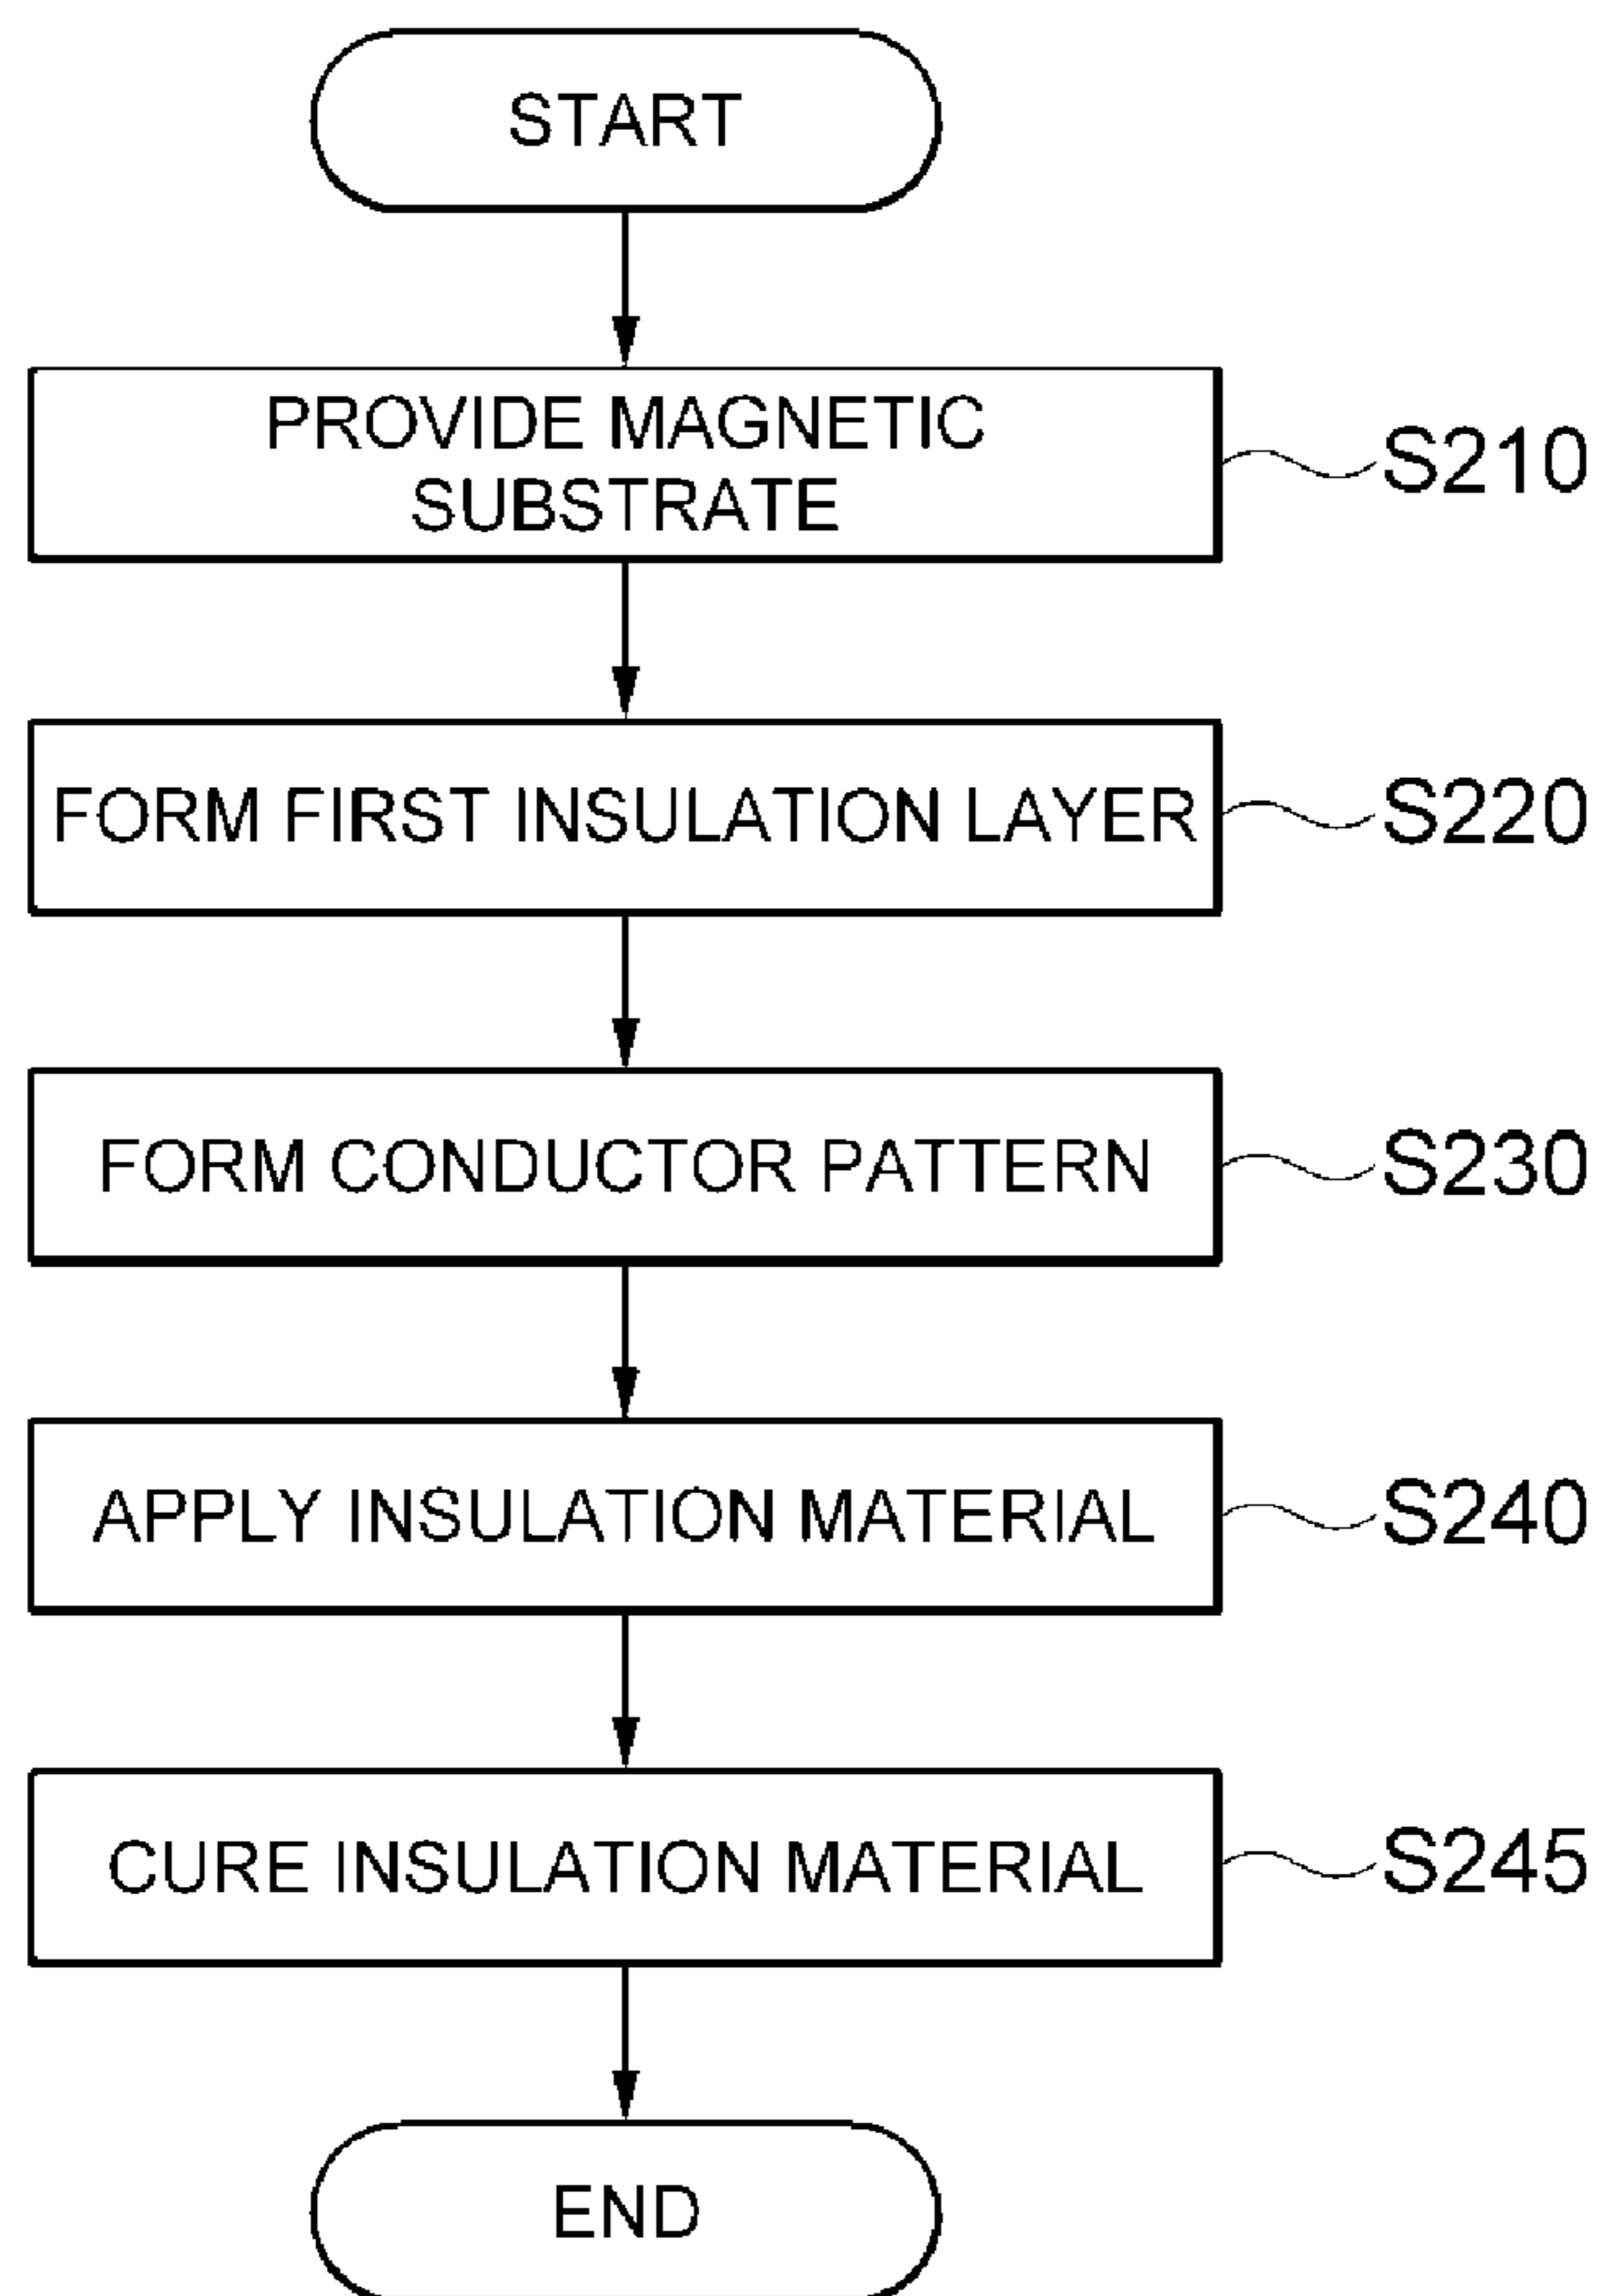 START
PROVIDE MAGNETIC
SUBSTRATE
S210
FORM FIRST INSULATION LAYER
S220
FORM CONDUCTOR PATTERN
S230
APPLY INSULATION MATERIAL
S240
CURE INSULATION MATERIAL
S245
END